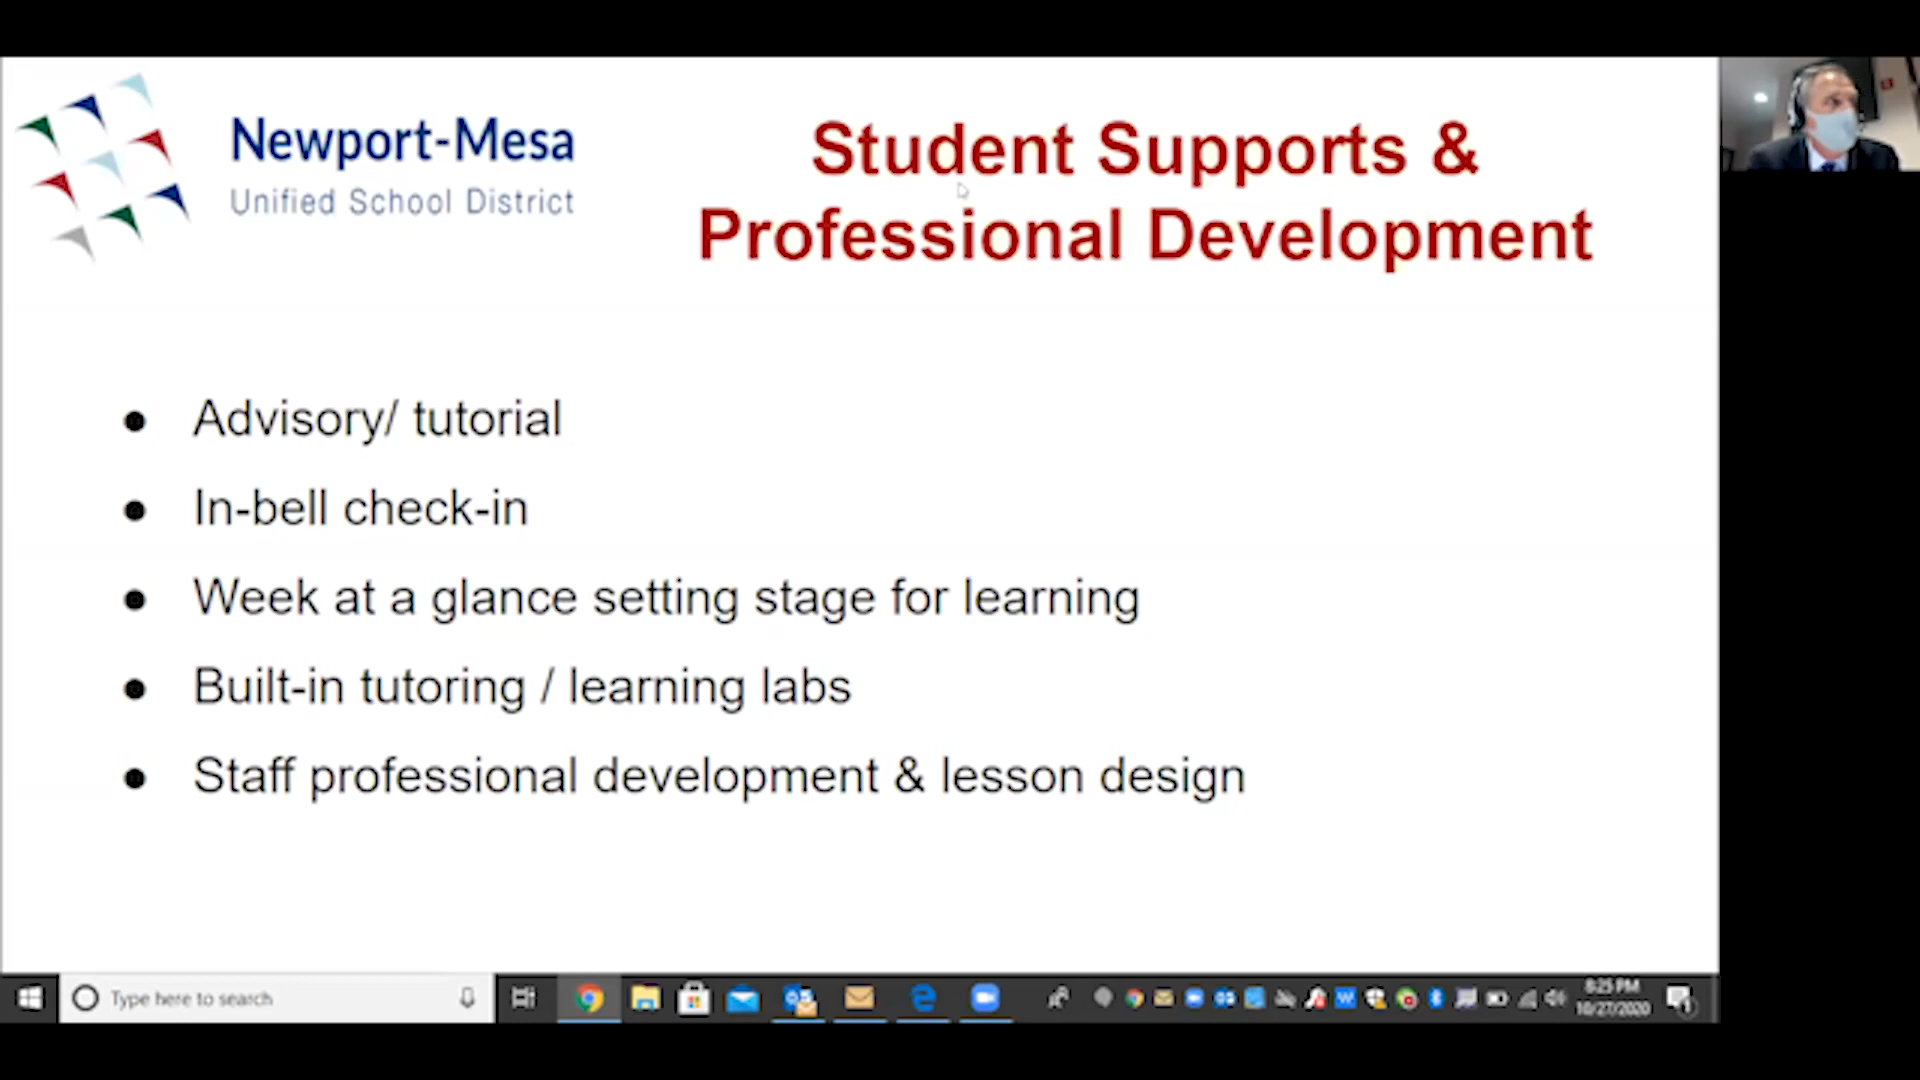 Newport-Mesa
Unified School District
Student Supports &
Professional Development
● Advisory/ tutorial
● In-bell check-in
● Week at a glance setting stage for learning
● Built-in tutoring / learning labs
● Staff professional development & lesson design
Type here to search
8:25 PM
10/27/2020